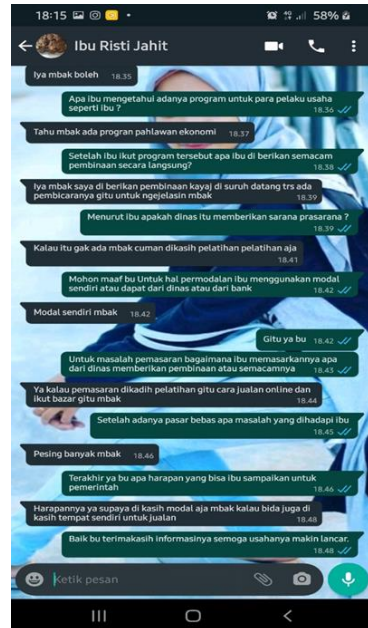 18:15
58%
Ibu Risti Jahit
Iya mbak boleh 18.35
Apa ibu mengetahui adanya program untuk para pelaku usaha
seperti ibu ? 18.36
Tahu mbak ada progran pahlawan ekonomi 18.37
Setelah ibu ikut program tersebut apa ibu di berikan semacam
pembinaan secara langsung? 18.38
Iya mbak saya di berikan pembinaan kayaj di suruh datang trs ada
pembicaranya gitu untuk ngejelasin mbak 18.39
Menurut ibu apakah dinas itu memberikan sarana prasarana ?
18.39
Kalau itu gak ada mbak cuman dikasih pelatihan pelatihan aja
18.41
Mohon maaf bu Untuk hal permodalan ibu menggunakan modal
sendiri atau dapat dari dinas atau dari bank 18.42
Modal sendiri mbak 18.42
Gitu ya bu 18.42
Untuk masalah pemasaran bagaimana ibu memasarkannya apa
dari dinas memberikan pembinaan atau semacamnya 18.43
Ya kalau pemasaran dikadih pelatihan gitu cara jualan online dan
ikut bazar gitu mbak 18.44
Setelah adanya pasar bebas apa masalah yang dihadapi ibu
18.45
Pesing banyak mbak 18.46
Terakhir ya bu apa harapan yang bisa ibu sampaikan untuk
pemerintah 18.46
Harapannya ya supaya di kasih modal aja mbak kalau bida juga di
kasih tempat sendiri untuk jualan 18.48
Baik bu terimakasih informasinya semoga usahanya makin lancar.
18.48
Ketik pesan